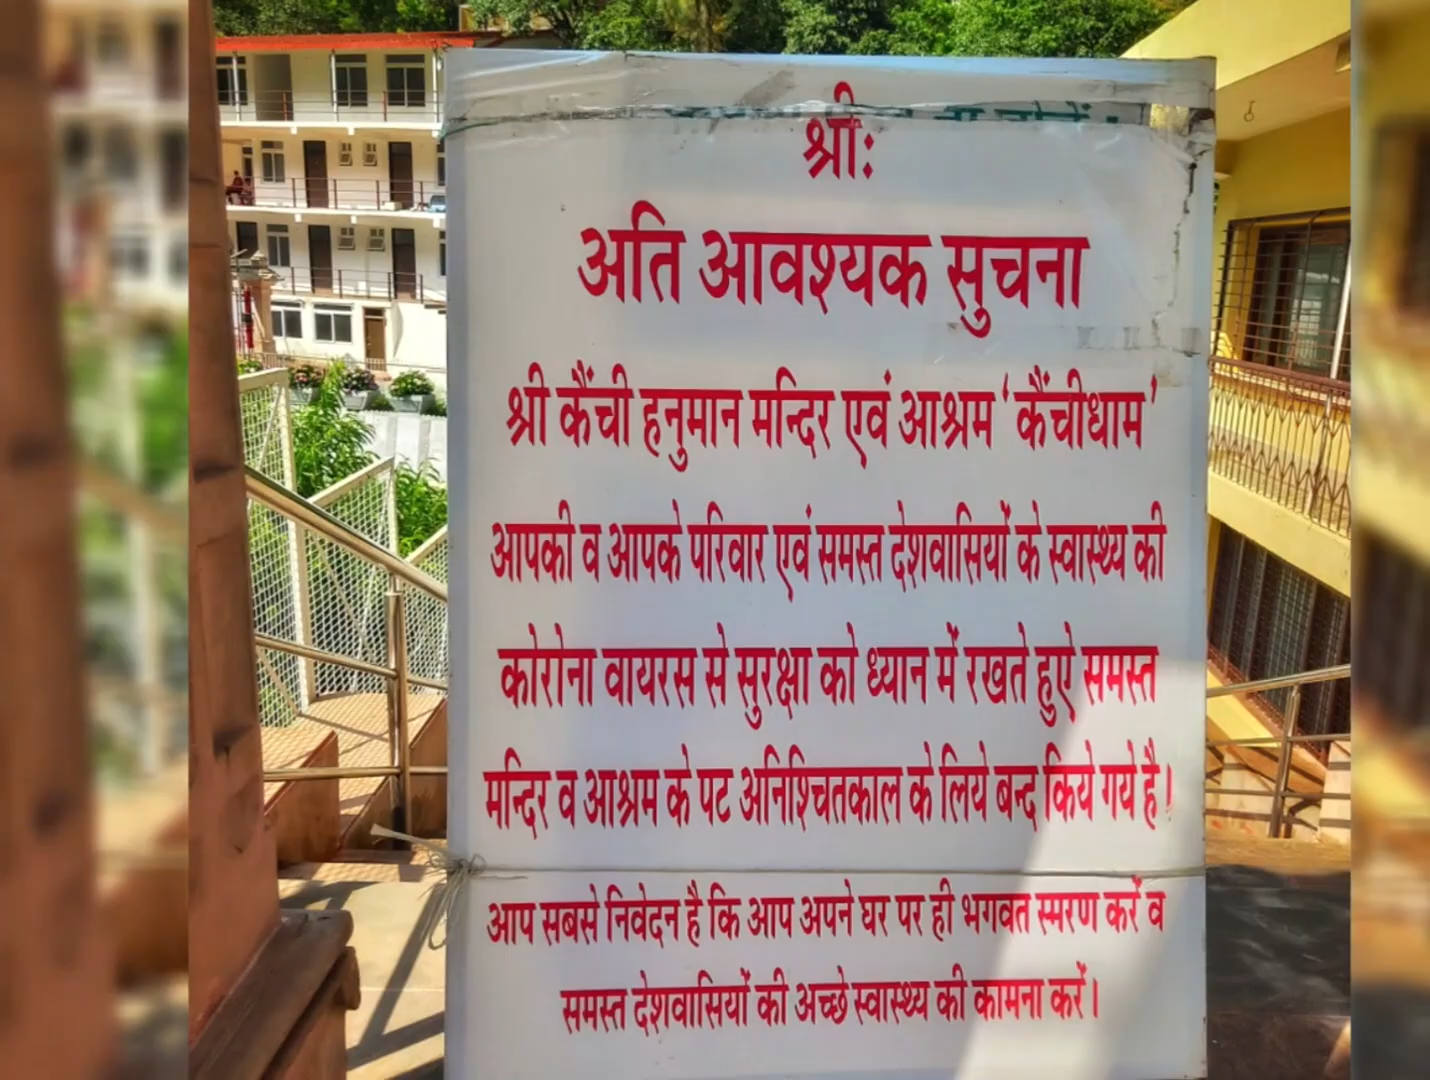 श्रीः
अति आवश्यक सुचना
श्री कैंची हनुमान मन्दिर एवं आश्रम ‘कैंचीधाम’
आपकी व आपके परिवार एवं समस्त देशवासियों के स्वास्थ्य की
कोरोना वायरस से सुरक्षा को ध्यान में रखते हुऐ समस्त
मन्दिर व आश्रम के पट अनिश्चितकाल के लिये बन्द किये गये है।
आप सबसे निवेदन है कि आप अपने घर पर ही भगवत स्मरण करें व
समस्त देशवासियों की अच्छे स्वास्थ्य की कामना करें।